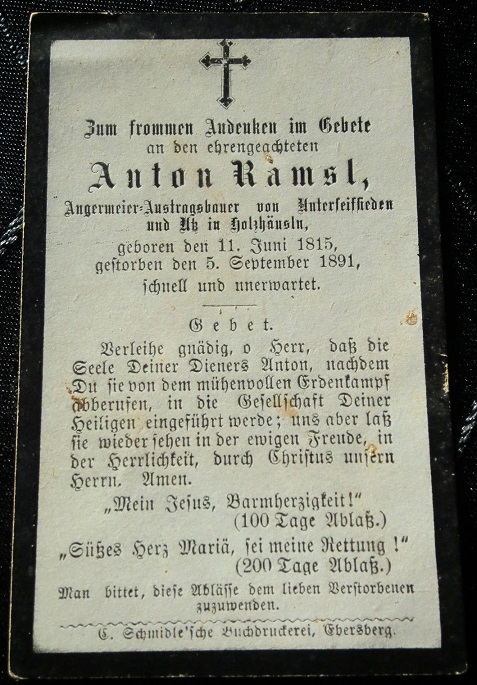 Zum frommen Andenken im Gebete
an den ehrengeachteten
Anton Ramsl,
Angermeier-Austragsbauer von Unterseifsieden
und Utz in Holzhäusln,
geboren den 11. Juni 1815,
gestorben den 5. September 1891,
schnell und unerwartet.
Gebet.
Verleihe gnädig, o Herr, daß die
Seele Deiner Dieners Anton, nachdem
Du sie von dem mühenvollen Erdenkampf
abberufen, in die Gesellschaft Deiner
Heiligen eingeführt werde; uns aber laß
sie wieder sehen in der ewigen Freude, in
der Herrlichkeit, durch Christus unsern
Herrn. Amen.
„Mein Jesus, Barmherzigkeit!"
(100 Tage Ablaß.)
„Süßes Herz Mariä, sei meine Rettung!"
(200 Tage Ablaß.)
Man bittet, diese Ablässe dem lieben Verstorbenen
zuzuwenden.
C. Schmidle'sche Buchdruckerei, Ebersberg.